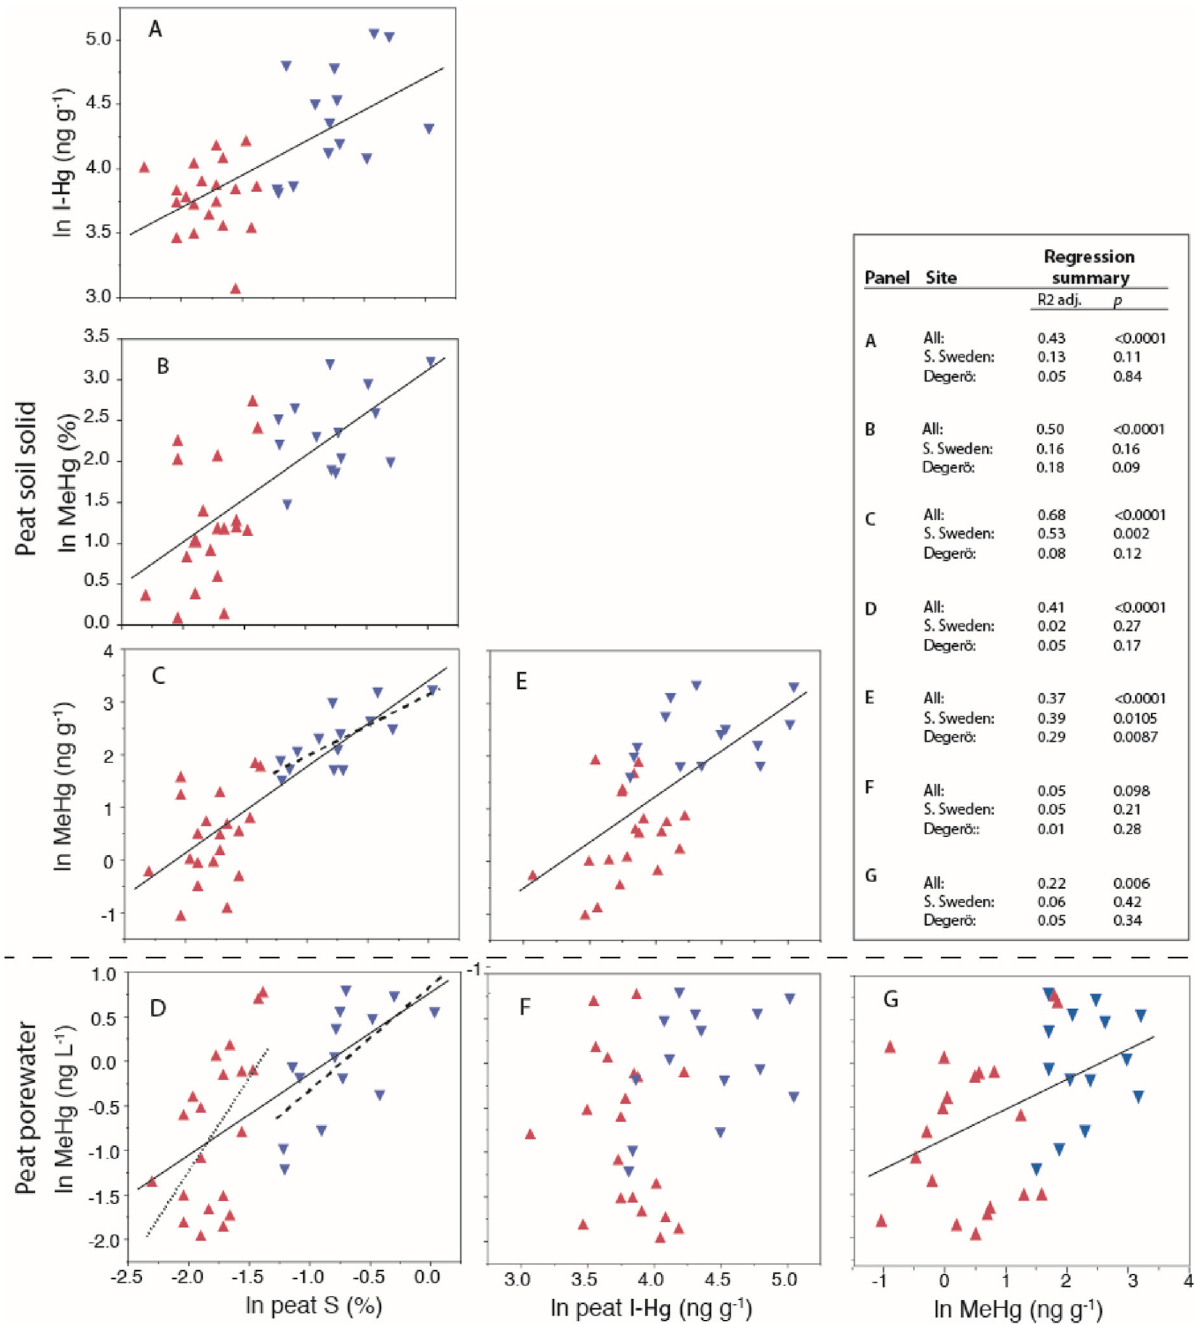 A
5.0
4.5
4.0
3.5
3.0
ln I-Hg (ng g-1)
B
3.5
3.0
2.5
2.0
1.5
1.0
0.5
0.0
Peat soil solid
ln MeHg (%)
C
4
3
2
1
0
-1
ln MeHg (ng g-1)
E
Panel Site Regression summary
R2 adj. p
A All: 0.43 <0.0001
S. Sweden: 0.13 0.11
Degerö: 0.05 0.84
B All: 0.50 <0.0001
S. Sweden: 0.16 0.16
Degerö: 0.18 0.09
C All: 0.68 <0.0001
S. Sweden: 0.53 0.002
Degerö: 0.08 0.12
D All: 0.41 <0.0001
S. Sweden: 0.02 0.27
Degerö: 0.05 0.17
E All: 0.37 <0.0001
S. Sweden: 0.39 0.0105
Degerö: 0.29 0.0087
F All: 0.05 0.098
S. Sweden: 0.05 0.21
Degerö:: 0.01 0.28
G All: 0.22 0.006
S. Sweden: 0.06 0.42
Degerö: 0.05 0.34
-1
D
1.0
0.5
0.0
-0.5
-1.0
-1.5
-2.0
Peat porewater
ln MeHg (ng L-1)
-2.5 -2.0 -1.5 -1.0 -0.5 0.0
ln peat S (%)
F
3.0 4.0 4.5 5.0
ln peat I-Hg (ng g-1)
G
-1 0 1 2 3 4
ln MeHg (ng g-1)